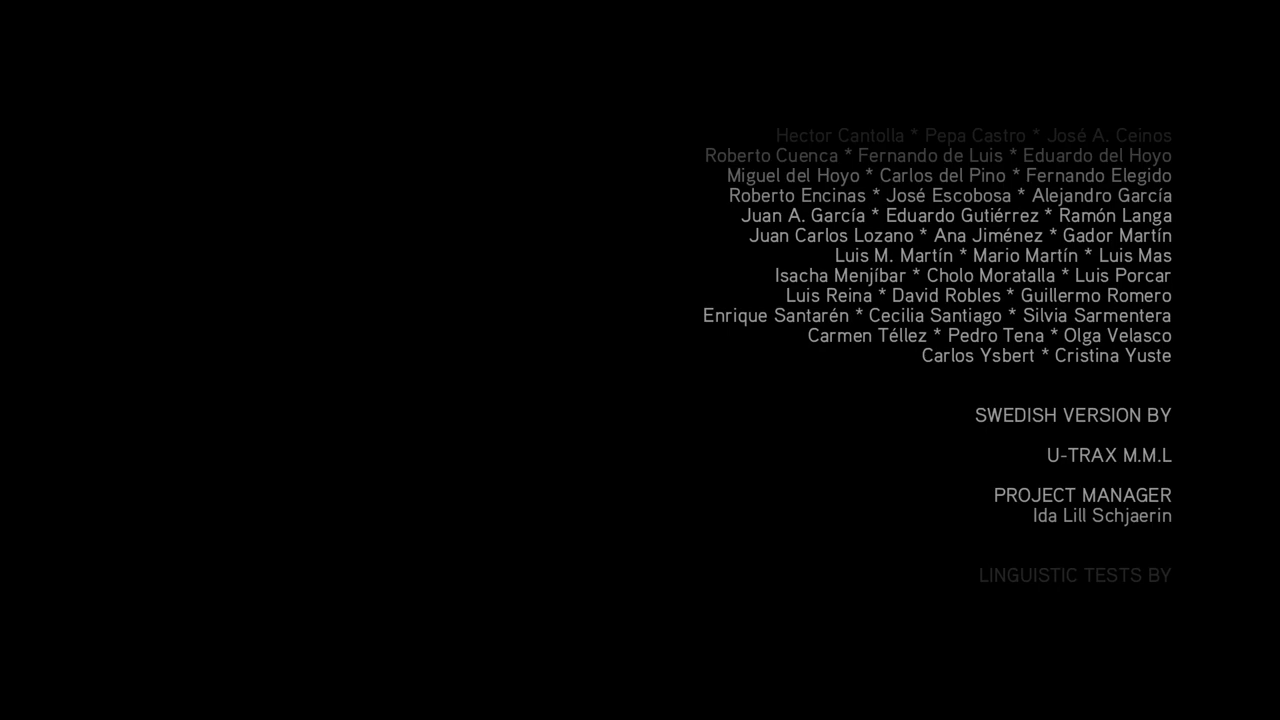 Hector Cantolla * Pepa Castro * José A. Ceinos
Roberto Cuenca * Fernando de Luis * Eduardo del Hoyo
Miguel del Hoyo * Carlos del Pino * Fernando Elegido
Roberto Encinas * José Escobosa * Alejandro García
Juan A. García * Eduardo Gutiérrez * Ramón Langa
Juan Carlos Lozano * Ana Jiménez * Gador Martín
Luis M. Martín * Mario Martín * Luis Mas
Isacha Menjíbar * Cholo Moratalla * Luis Porcar
Luis Reina * David Robles * Guillermo Romero
Enrique Santarén * Cecilia Santiago * Silvia Sarmentera
Carmen Téllez * Pedro Tena * Olga Velasco
Carlos Ysbert * Cristina Yuste
SWEDISH VERSION BY
U-TRAX M.M.L
PROJECT MANAGER
Ida Lill Schjaerin
LINGUISTIC TESTS BY